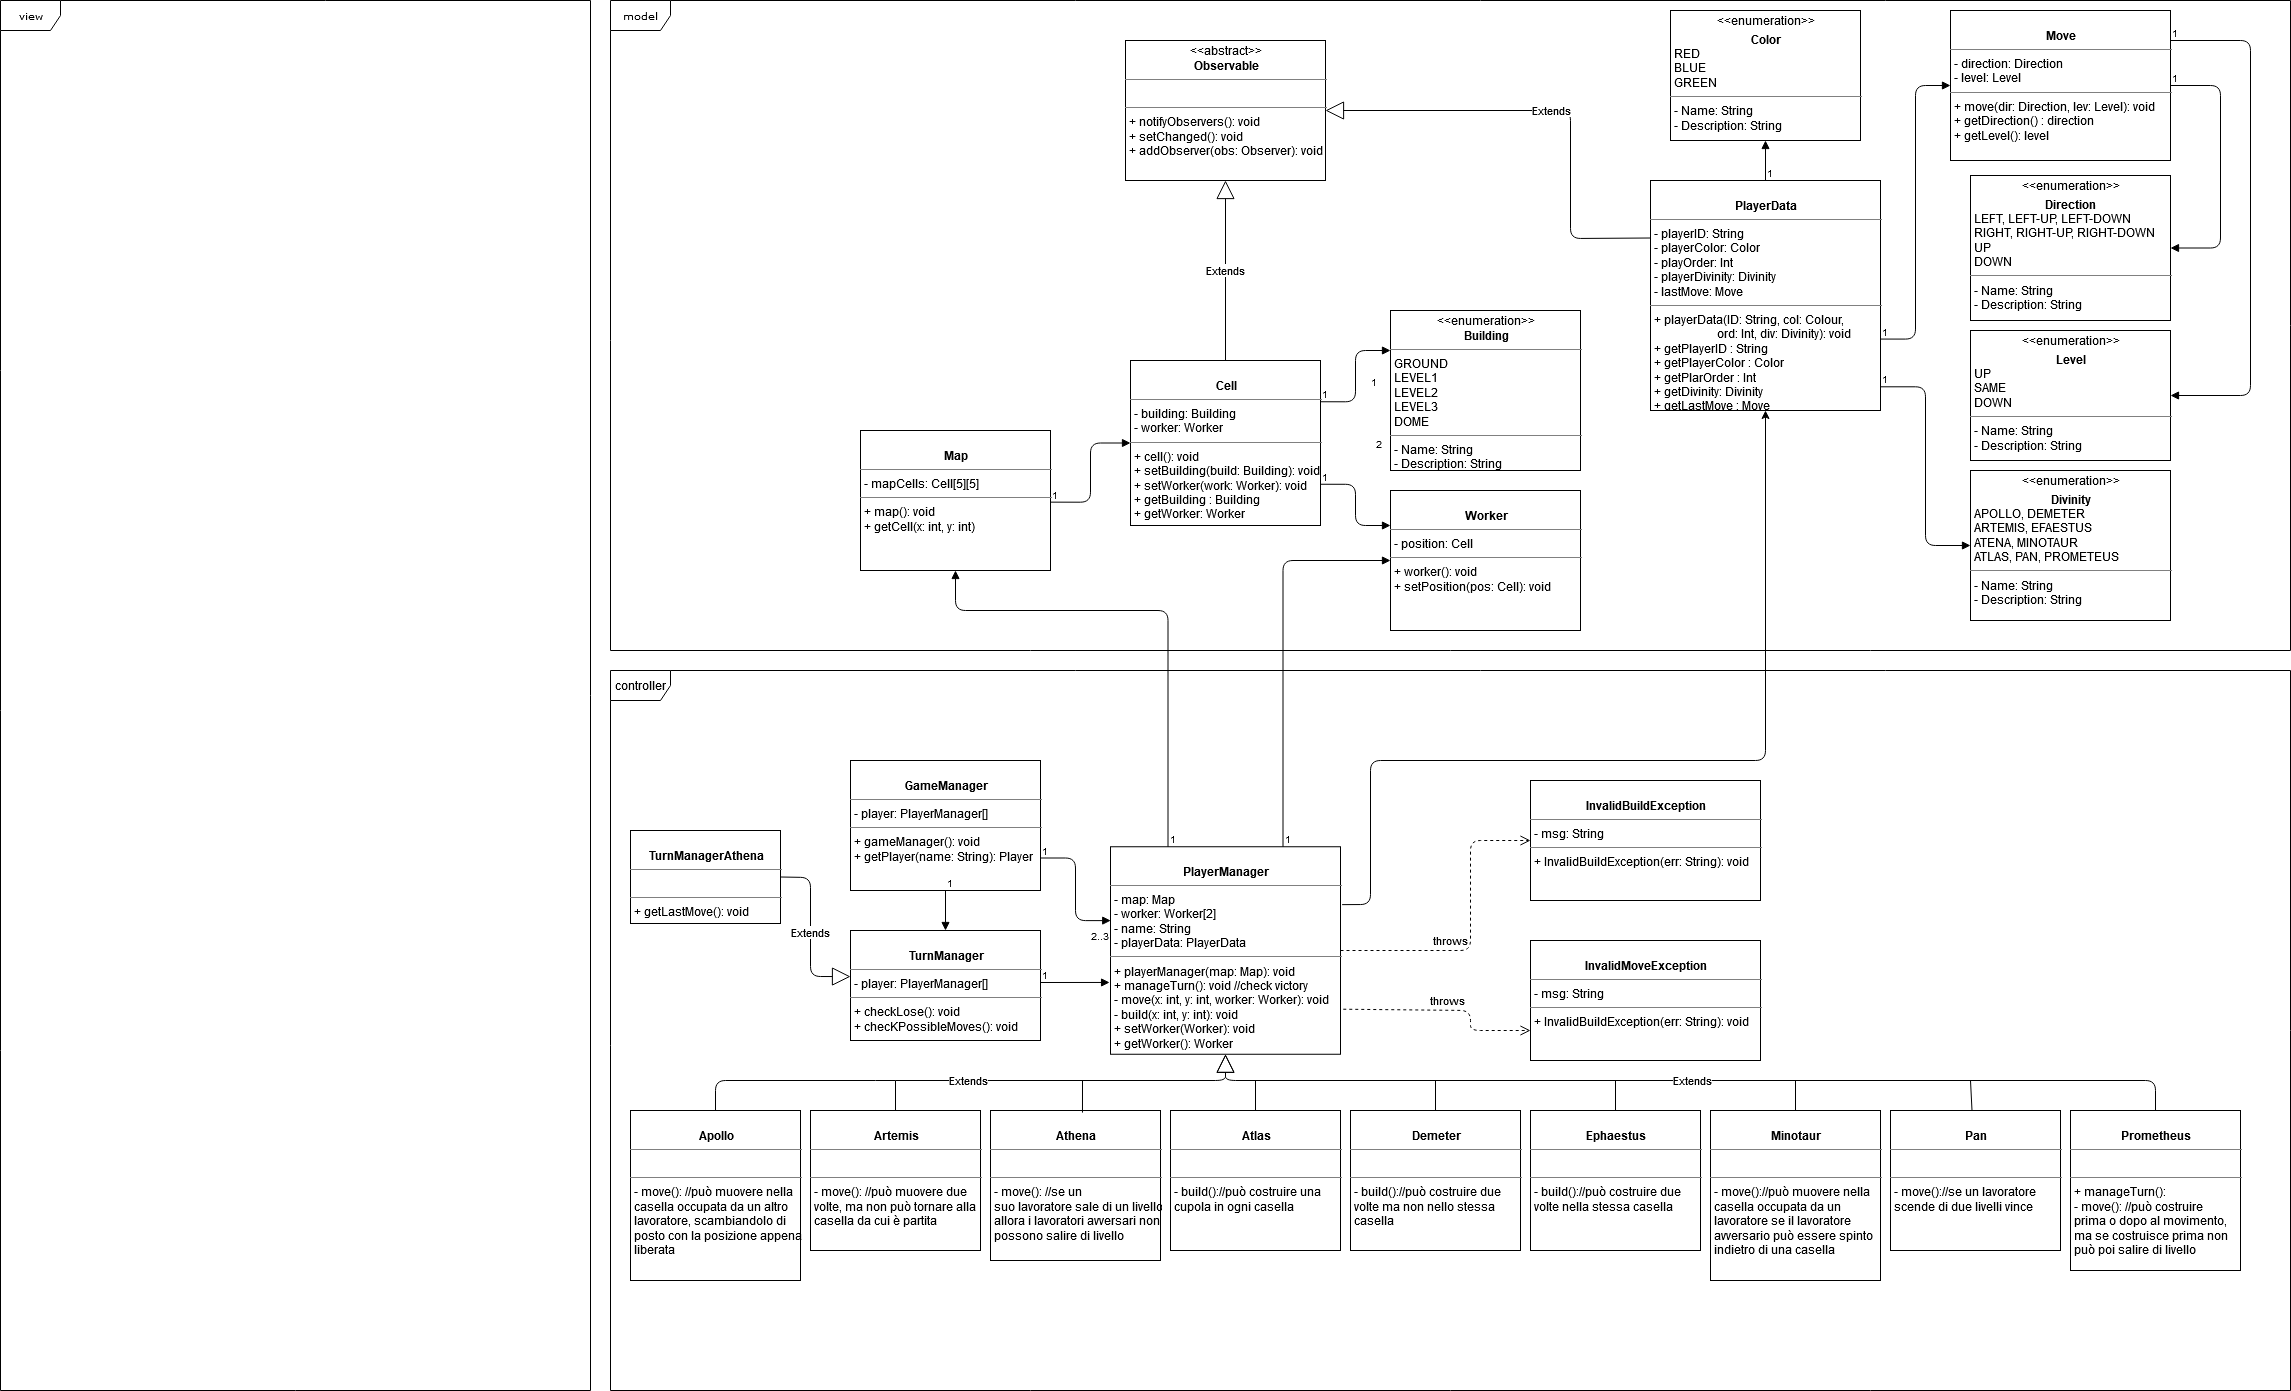 view
model
<<abstract>>
Observable
+ notifyObservers(): void
+ setChanged(): void
+ addObserver(obs: Observer): void
Extends
Extends
<<enumeration>>
Color
RED
BLUE
GREEN
- Name: String
- Description: String
1
Move
- direction: Direction
- level: Level
+ move(dir: Direction, lev: Level): void
+ getDirection() : direction
+ getLevel(): level
1
1
<<enumeration>>
Direction
LEFT, LEFT-UP, LEFT-DOWN
RIGHT, RIGHT-UP, RIGHT-DOWN
UP
DOWN
- Name: String
- Description: String
PlayerData
- playerID: String
- playerColor: Color
- playOrder: Int
- playerDivinity: Divinity
- lastMove: Move
+ playerData(ID: String, col: Colour,
ord: Int, div: Divinity): void
+ getPlayerID : String
+ getPlayerColor : Color
+ getPlarOrder : Int
+ getDivinity: Divinity
+ getLastMove : Move
1
1
<<enumeration>>
Level
UP
SAME
DOWN
- Name: String
- Description: String
<<enumeration>>
Divinity
APOLLO, DEMETER
ARTEMIS, EFAESTUS
ATENA, MINOTAUR
ATLAS, PAN, PROMETEUS
- Name: String
- Description: String
<<enumeration>>
Building
GROUND
LEVEL1
LEVEL2
LEVEL3
DOME
- Name: String
- Description: String
1
2
Cell
- building: Building
- worker: Worker
+ cell(): void
+ setBuilding(build: Building): void
+ setWorker(work: Worker): void
+ getBuilding : Building
+ getWorker: Worker
1
1
Map
- mapCells: Cell[5][5]
+ map(): void
+ getCell(x: int, y: int)
1
Worker
- position: Cell
+ worker(): void
+ setPosition(pos: Cell): void
controller
GameManager
- player: PlayerManager[]
+ gameManager(): void
+ getPlayer(name: String): Player
1
1
TurnManagerAthena
+ getLastMove(): void
Extends
TurnManager
- player: PlayerManager[]
+ checkLose(): void
+ checKPossibleMoves(): void
1
2..3
1
1
PlayerManager
- map: Map
- worker: Worker[2]
- name: String
- playerData: PlayerData
+ playerManager(map: Map): void
+ manageTurn(): void //check victory
- move(x: int, y: int, worker: Worker): void
- build(x: int, y: int): void
+ setWorker(Worker): void
+ getWorker(): Worker
throws
throws
InvalidBuildException
- msg: String
+ InvalidBuildException(err: String): void
InvalidMoveException
- msg: String
+ InvalidBuildException(err: String): void
Extends
Extends
Apollo
- move(): //può muovere nella
casella occupata da un altro
lavoratore, scambiandolo di
posto con la posizione appena
liberata
Artemis
- move(): //può muovere due
volte, ma non può tornare alla
casella da cui è partita
Athena
- move(): //se un
suo lavoratore sale di un livello
allora i lavoratori avversari non
possono salire di livello
Atlas
- build()://può costruire una
cupola in ogni casella
Demeter
- build()://può costruire due
volte ma non nello stessa
casella
Ephaestus
- build()://può costruire due
volte nella stessa casella
Minotaur
- move()://può muovere nella
casella occupata da un
lavoratore se il lavoratore
avversario può essere spinto
indietro di una casella
Pan
- move()://se un lavoratore
scende di due livelli vince
Prometheus
+ manageTurn():
- move(): //può costruire
prima o dopo al movimento,
ma se costruisce prima non
può poi salire di livello